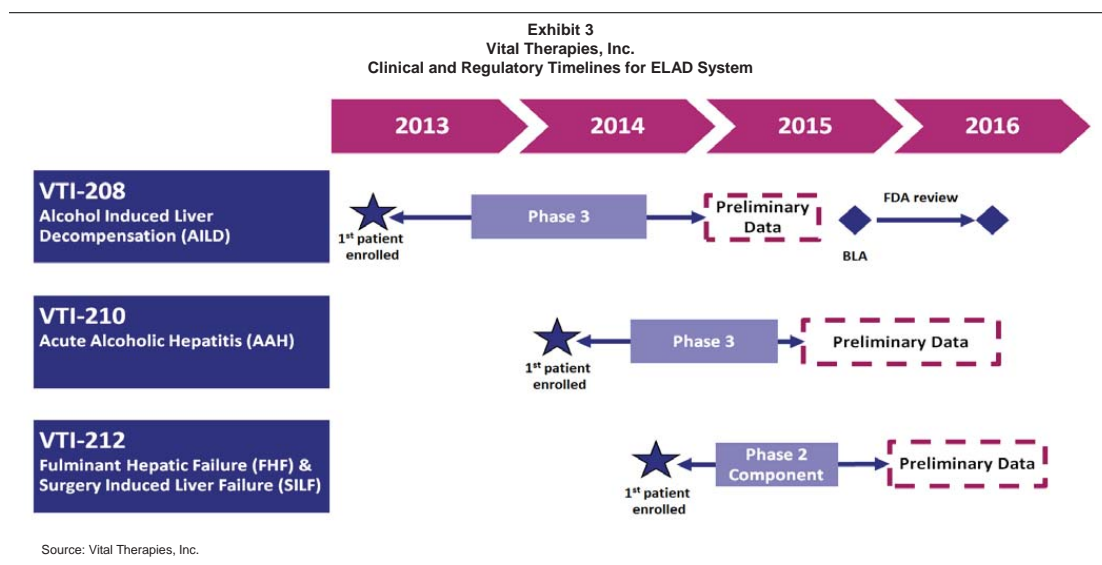 Exhibit 3
Vital Therapies, Inc.
Clinical and Regulatory Timelines for ELAD System
2013
2014
2015
2016
VTI-208
Alcohol Induced Liver
Decompensation (AILD)
1st patient
enrolled
Phase 3
Preliminary
Data
BLA
FDA review
VTI-210
Acute Alcoholic Hepatitis (AAH)
1st patient
enrolled
Phase 3
Preliminary Data
VTI-212
Fulminant Hepatic Failure (FHF) &
Surgery Induced Liver Failure (SILF)
1st patient
enrolled
Phase 2
Component
Preliminary Data
Source: Vital Therapies, Inc.